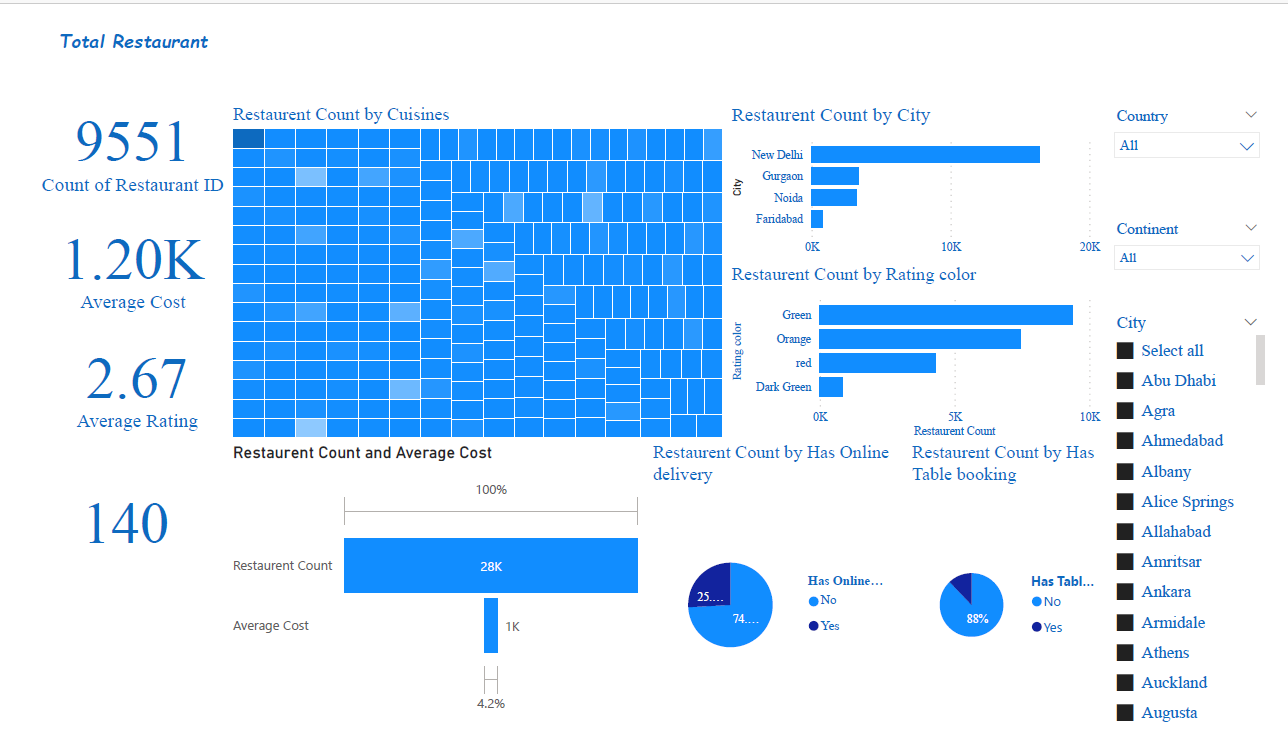 Total Restaurant
9551
Count of Restaurant ID
1.20K
Average Cost
2.67
Average Rating
140
Restaurent Count by Cuisines
Restaurent Count by City
City
New Delhi
Gurgaon
Noida
Faridabad
0K
10K
20K
Restaurent Count by Rating color
Rating color
Green
Orange
red
Dark Green
0K
5K
10K
Restaurent Count
Restaurent Count and Average Cost
100%
Restaurent Count
28K
Average Cost
1K
4.2%
Restaurent Count by Has Online
delivery
25....
74....
Has Online...
No
Yes
Restaurent Count by Has
Table booking
88%
Has Tabl...
No
Yes
Country
All
Continent
All
City
Select all
Abu Dhabi
Agra
Ahmedabad
Albany
Alice Springs
Allahabad
Amritsar
Ankara
Armidale
Athens
Auckland
Augusta